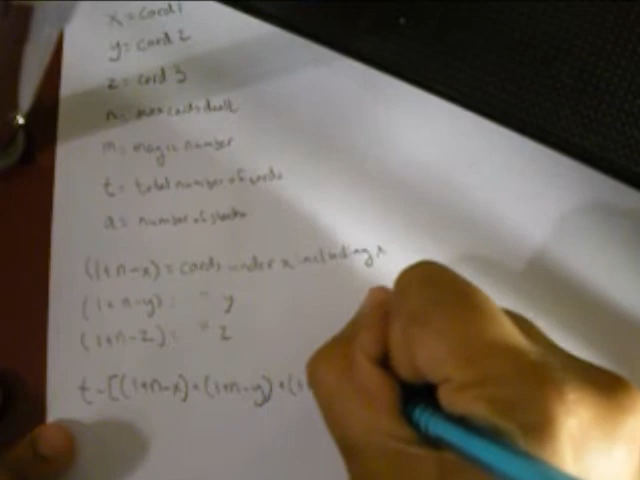 x = card 1
y = card 2
z = card 3
n = max cards dealt
m = magic number
t = total number of cards
a = number of stacks
(1+n-x) = cards under x including x
(1+n-y) = " y
(1+n-z) = " z
t - [(1+n-x) + (1+n-y) + (1